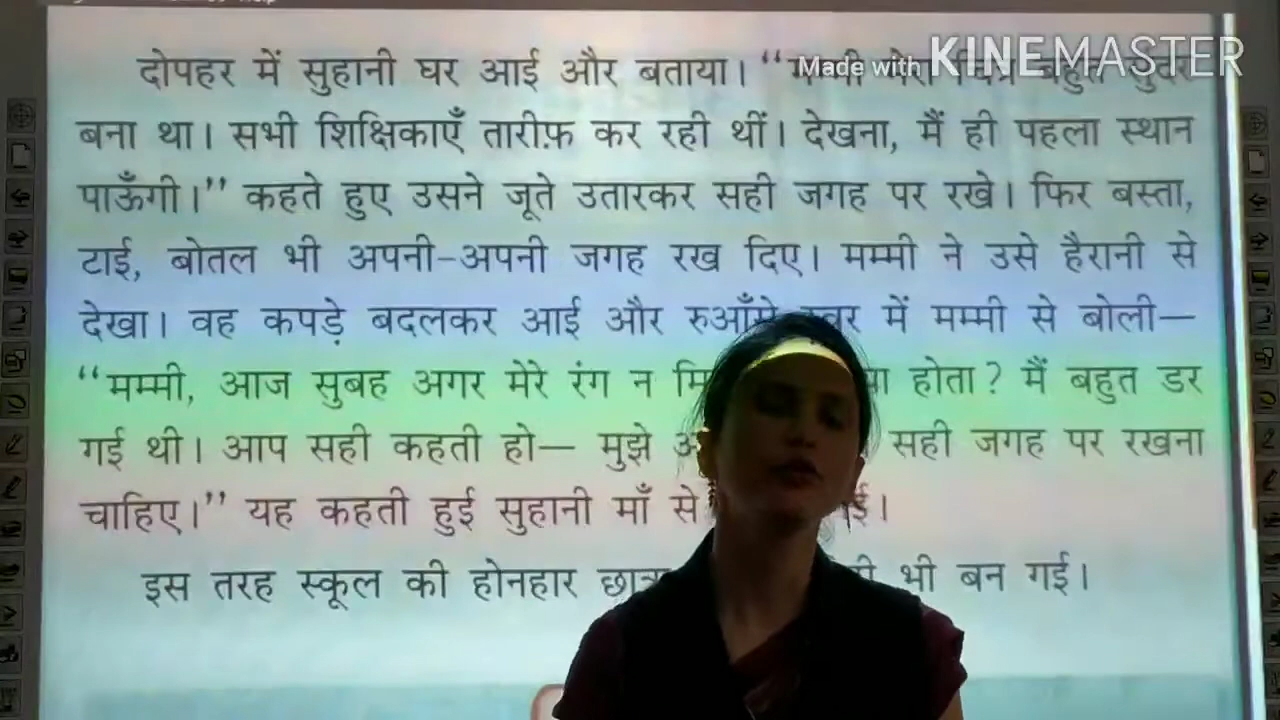 Made with KINEMASTER
दोपहर में सुहानी घर आई और बताया। “मम्मी मेरा चित्र बहुत सुंदर
बना था। सभी शिक्षिकाएँ तारीफ़ कर रही थीं। देखना, मैं ही पहला स्थान
पाऊँगी।” कहते हुए उसने जूते उतारकर सही जगह पर रखे। फिर बस्ता,
टाई, बोतल भी अपनी-अपनी जगह रख दिए। मम्मी ने उसे हैरानी से
देखा। वह कपड़े बदलकर आई और रुआँसे स्वर में मम्मी से बोली—
“मम्मी, आज सुबह अगर मेरे रंग न होता? मैं बहुत डर
गई थी। आप सही कहती हो— मुझे सही जगह पर रखना
चाहिए।” यह कहती हुई सुहानी माँ से
इस तरह स्कूल की होनहार भी बन गई।